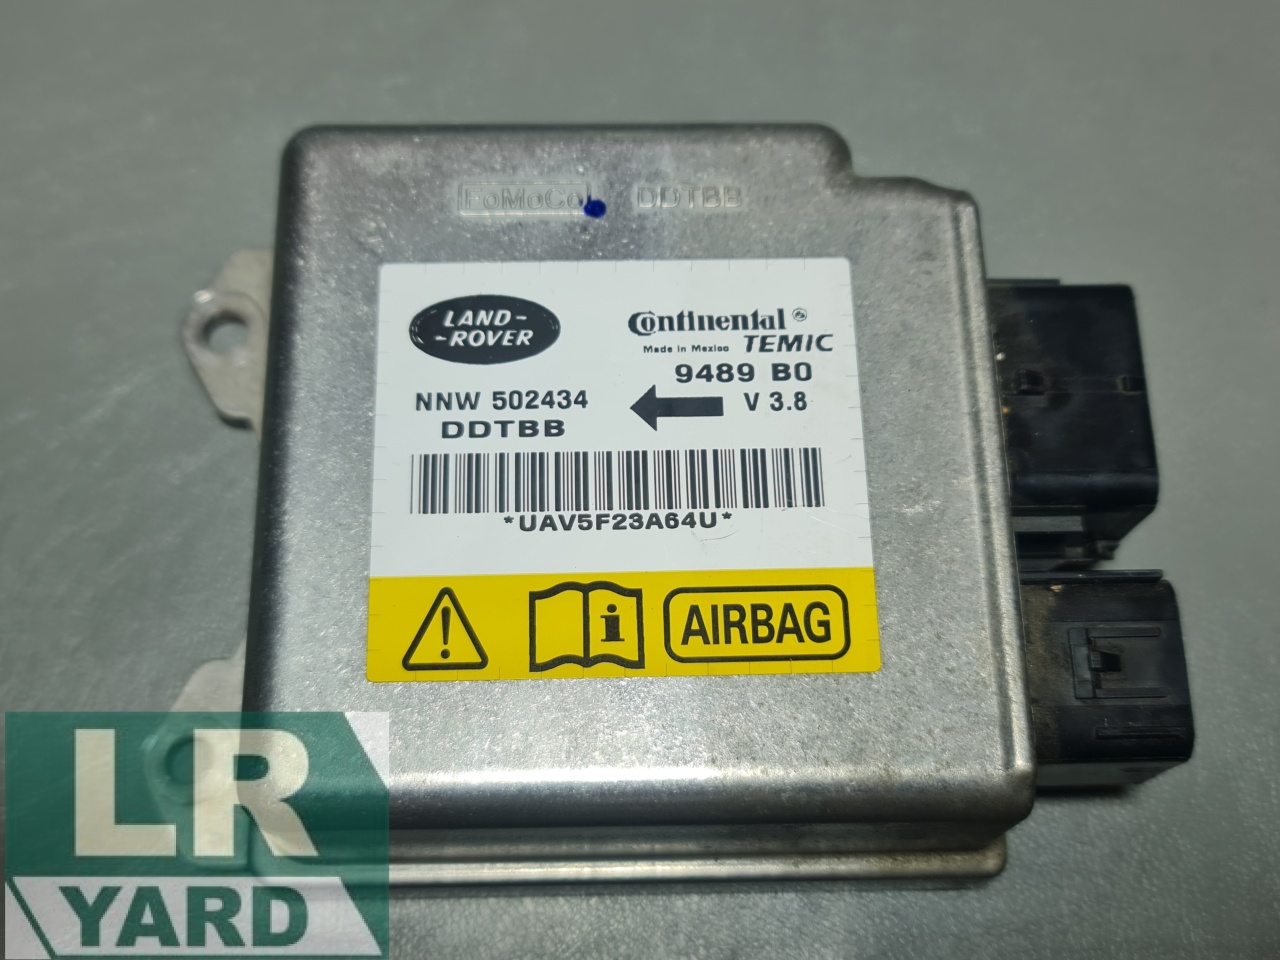 FoMoCo DDTBB
LAND-
-ROVER
Continental®
Made in Mexico TEMIC
9489 B0
NNW 502434 V 3.8
DDTBB
*UAV5F23A64U*
! i AIRBAG
LR
YARD